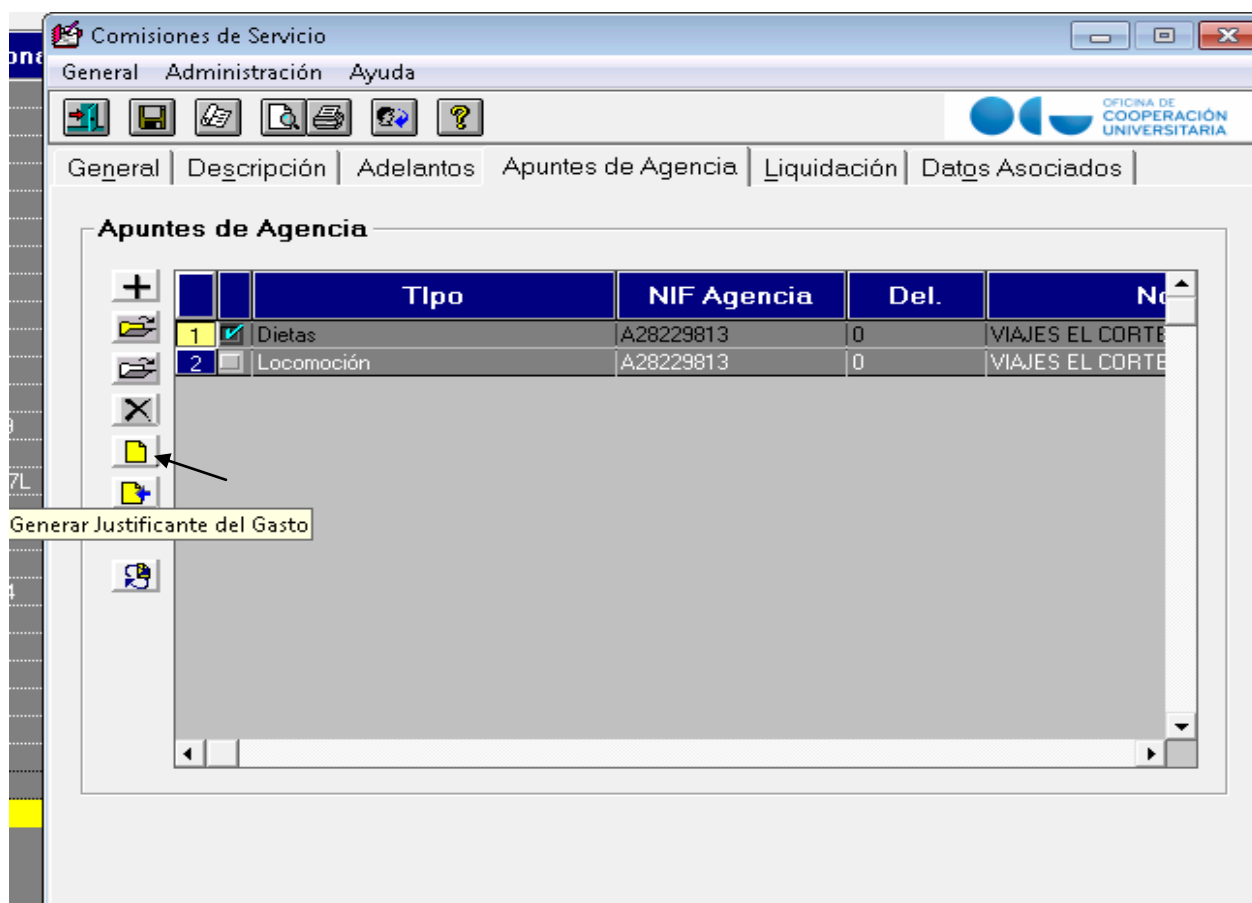 Comisiones de Servicio
General Administración Ayuda
OFICINA DE
COOPERACIÓN
UNIVERSITARIA
General Descripción Adelantos Apuntes de Agencia Liquidación Datos Asociados
Apuntes de Agencia
TIpo NIF Agencia Del.
1 Dietas A28229813 0 VIAJES EL CORTE
2 Locomoción A28229813 0 VIAJES EL CORTE
7L
Generar Justificante del Gasto
4